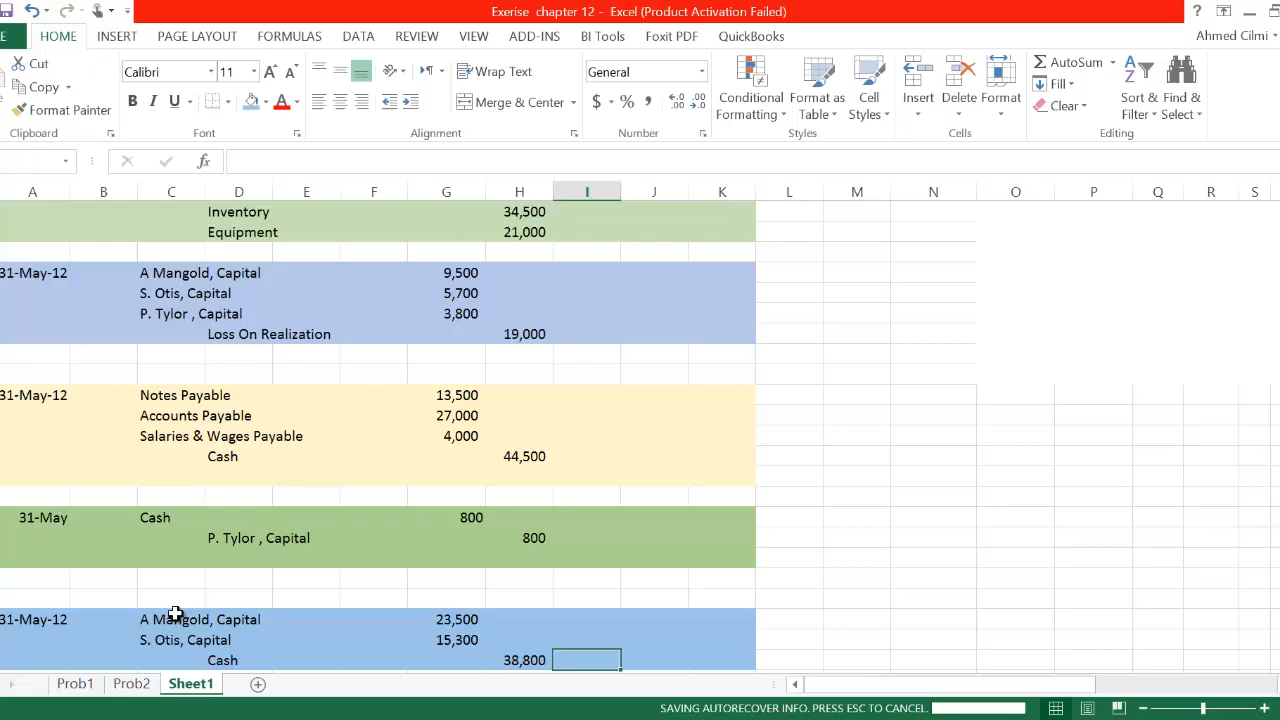 Exerise chapter 12 - Excel (Product Activation Failed)
E HOME INSERT PAGE LAYOUT FORMULAS DATA REVIEW VIEW ADD-INS BI Tools Foxit PDF QuickBooks Ahmed Cilmi
Cut
Copy
Format Painter
Calibri 11
B I U
Wrap Text
Merge & Center
General
$ %
Conditional Formatting
Format as Table
Cell Styles
Insert Delete Format
AutoSum
Fill
Clear
Sort & Filter
Find & Select
Clipboard Font Alignment Number Styles Cells Editing
A B C D E F G H I J K L M N O P Q R S
Inventory 34,500
Equipment 21,000
31-May-12 A Mangold, Capital 9,500
S. Otis, Capital 5,700
P. Tylor , Capital 3,800
Loss On Realization 19,000
31-May-12 Notes Payable 13,500
Accounts Payable 27,000
Salaries & Wages Payable 4,000
Cash 44,500
31-May Cash 800
P. Tylor , Capital 800
31-May-12 A Mangold, Capital 23,500
S. Otis, Capital 15,300
Cash 38,800
Prob1 Prob2 Sheet1
SAVING AUTORECOVER INFO. PRESS ESC TO CANCEL.